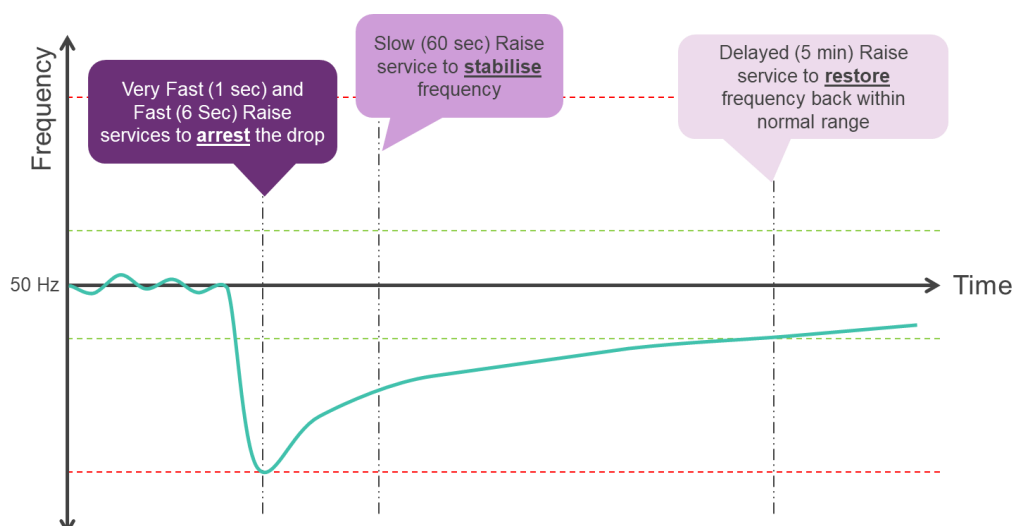 Frequency
Very Fast (1 sec) and
Fast (6 Sec) Raise
services to arrest the drop
Slow (60 sec) Raise
service to stabilise
frequency
Delayed (5 min) Raise
service to restore
frequency back within
normal range
50 Hz
Time